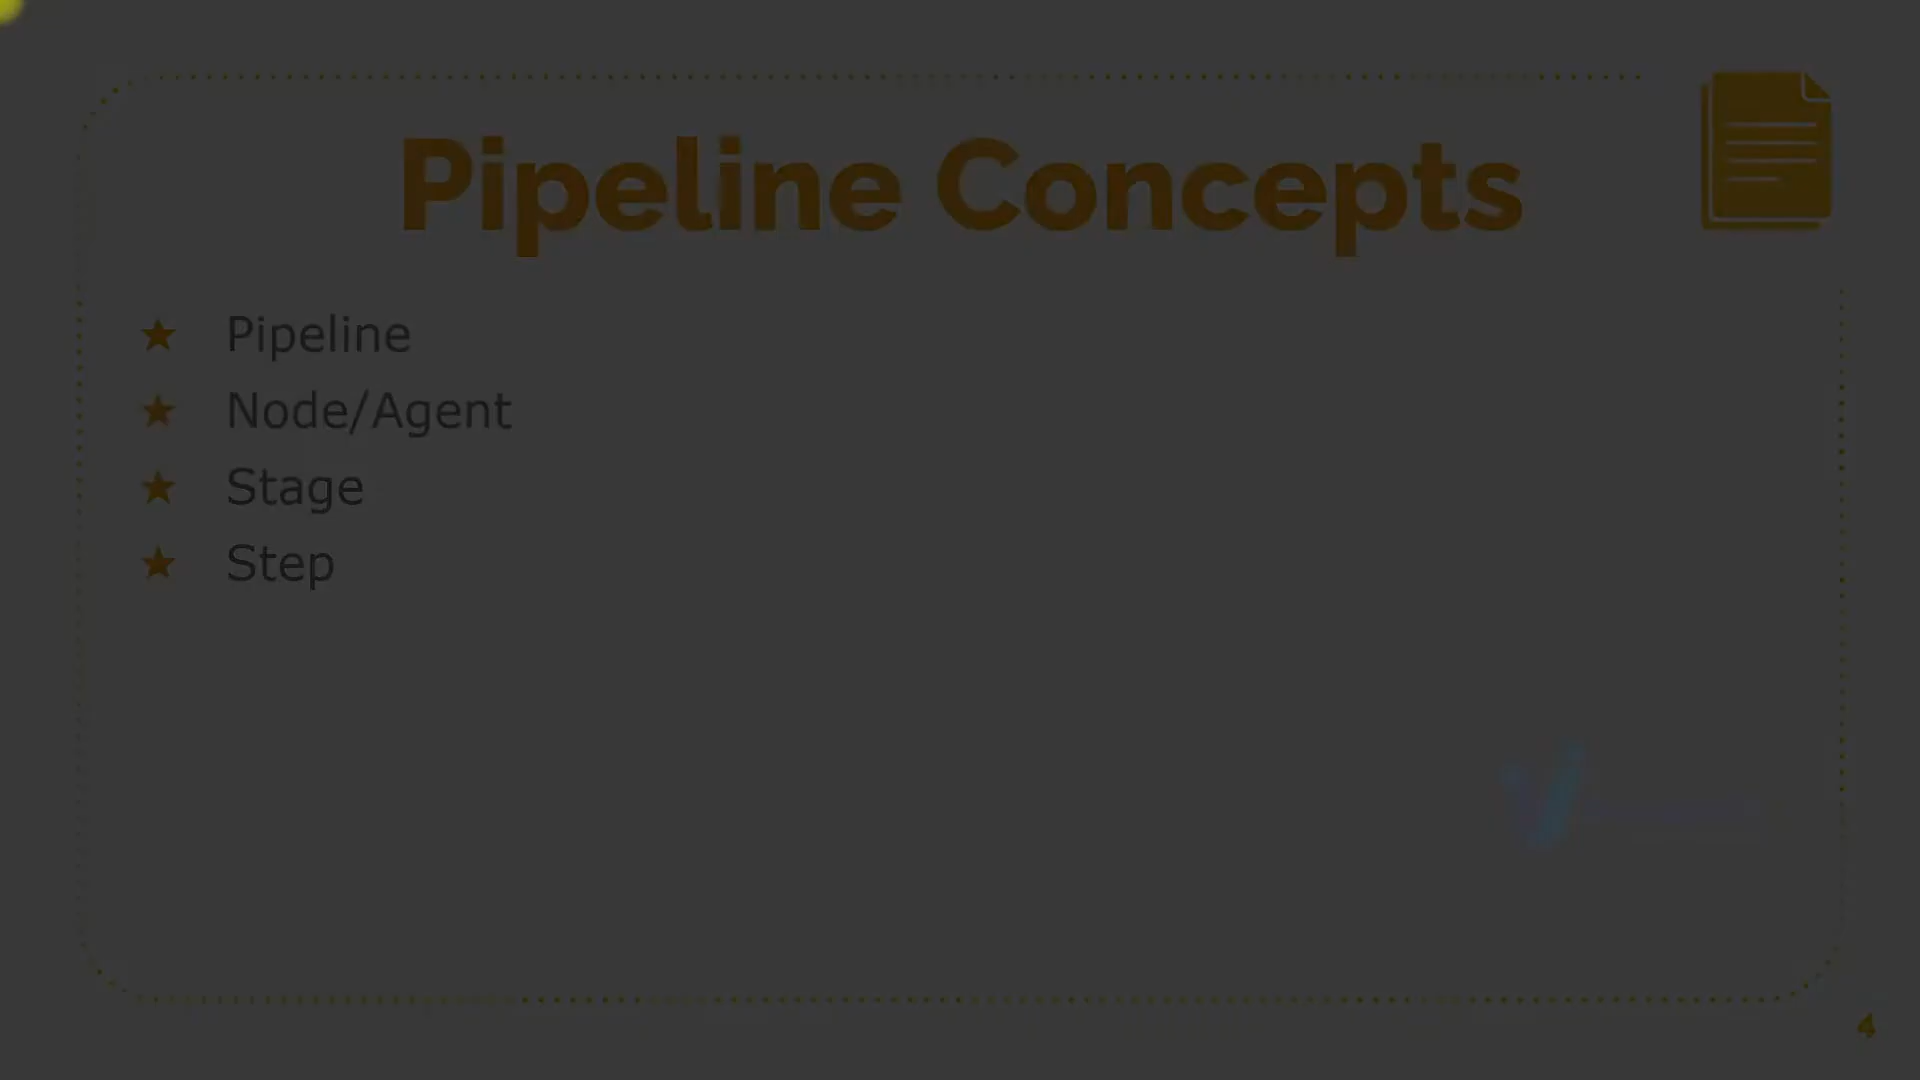 Pipeline Concepts
★ Pipeline
★ Node/Agent
★ Stage
★ Step
4